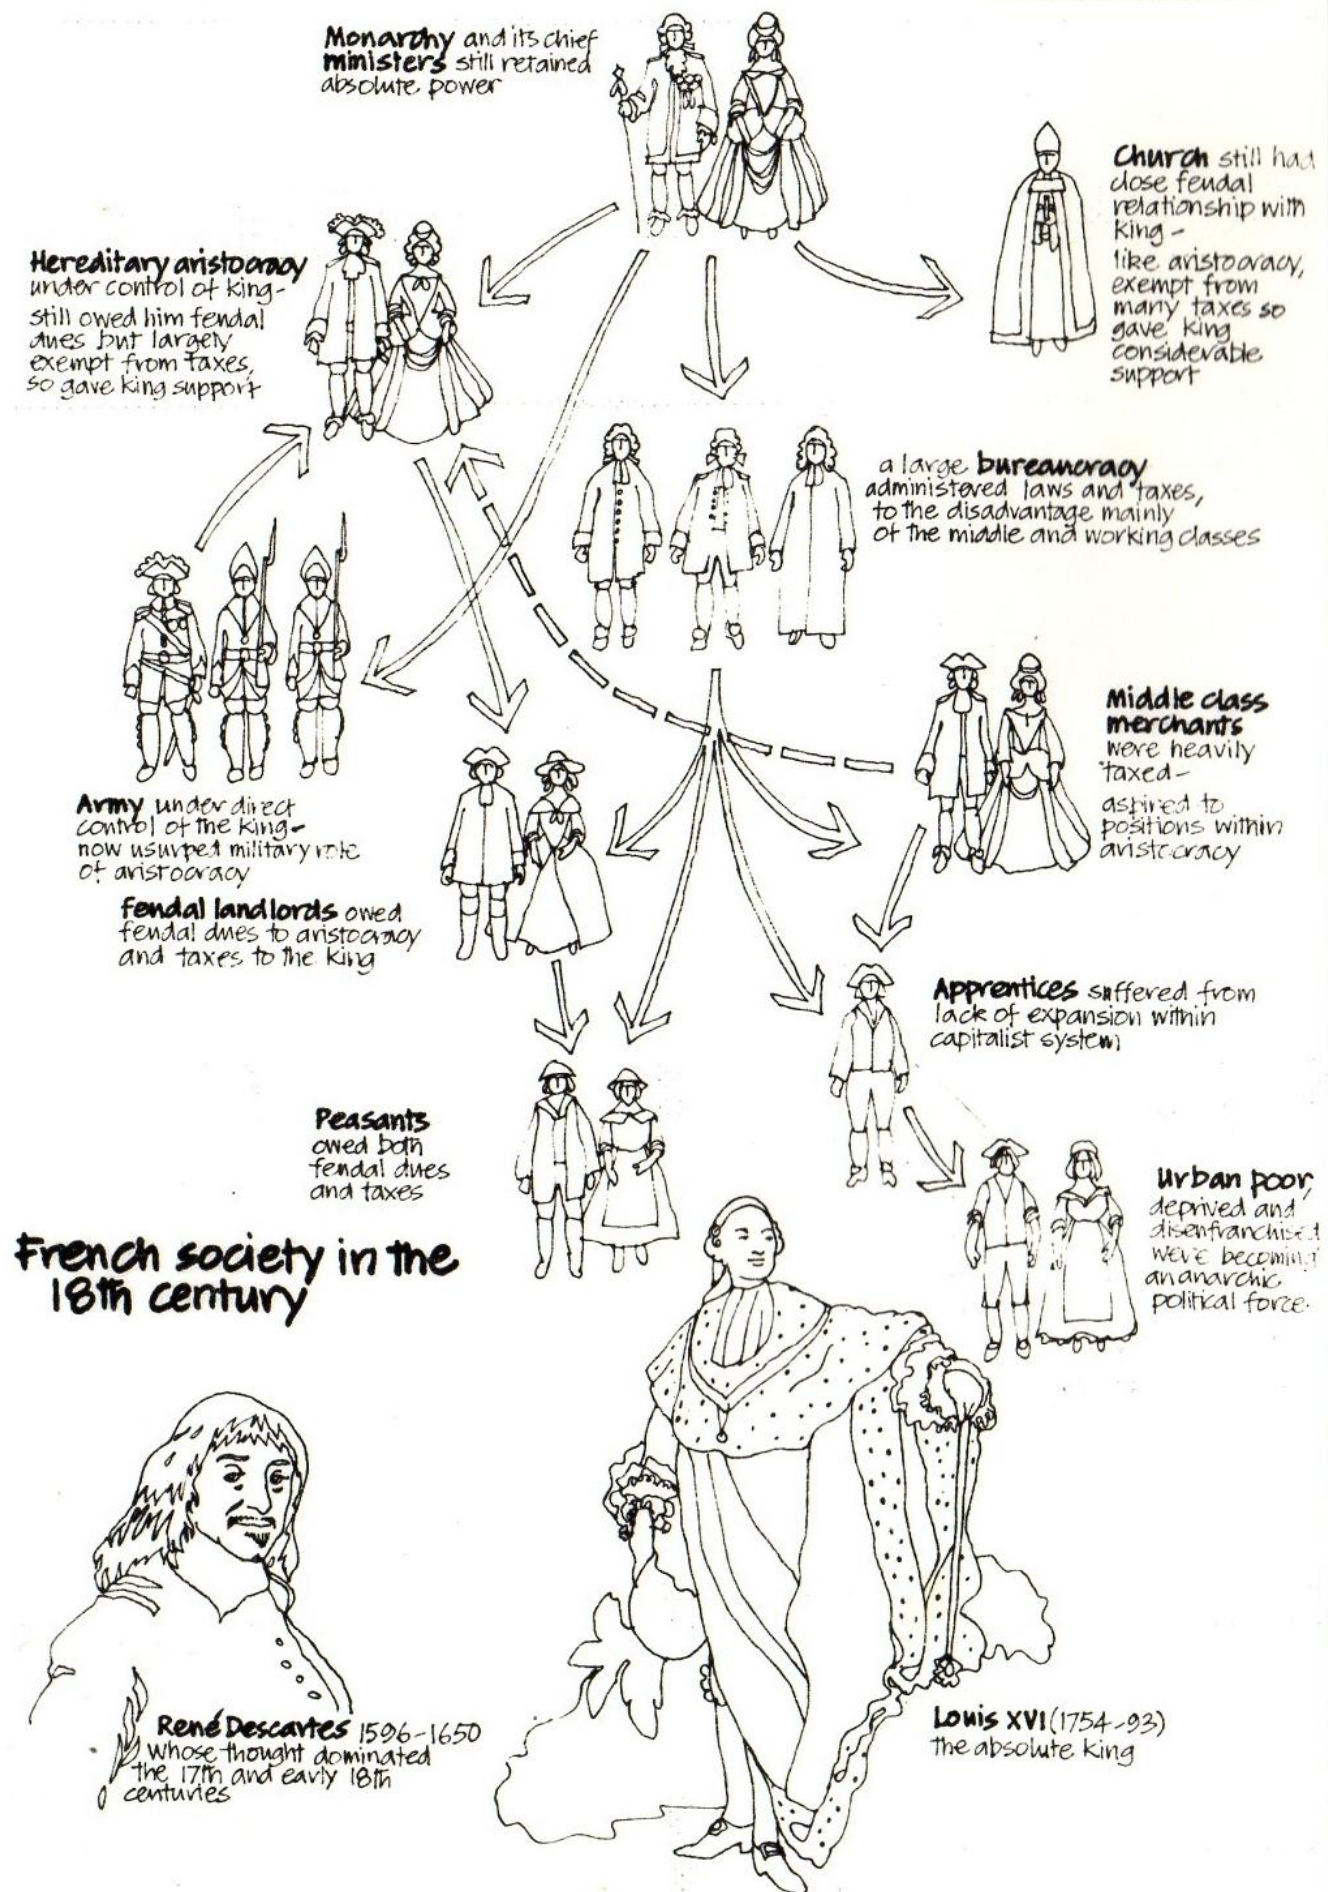 Monarchy and its chief
ministers still retained
absolute power
Church still had
close feudal
relationship with
king -
like aristocracy,
exempt from
many taxes so
gave king
considerable
support
Hereditary aristocracy
under control of king-
still owed him feudal
dues but largely
exempt from taxes,
so gave king support
a large bureaucracy
administered laws and taxes,
to the disadvantage mainly
of the middle and working classes
Middle class
merchants
were heavily
taxed-
aspired to
positions within
aristocracy
Army under direct
control of the king-
now usurped military role
of aristocracy
Feudal landlords owed
feudal dues to aristocracy
and taxes to the king
Apprentices suffered from
lack of expansion within
capitalist system
Peasants
owed both
feudal dues
and taxes
Urban poor,
deprived and
disenfranchised
were becoming
an anarchic
political force.
French society in the
18th century
René Descartes 1596-1650
whose thought dominated
the 17th and early 18th
centuries
Louis XVI (1754-93)
the absolute king